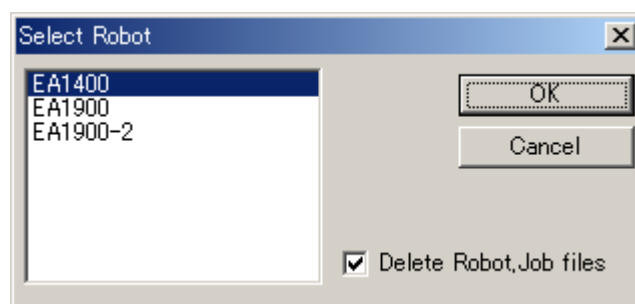 Select Robot
EA1400
EA1900
EA1900-2
OK
Cancel
Delete Robot,Job files